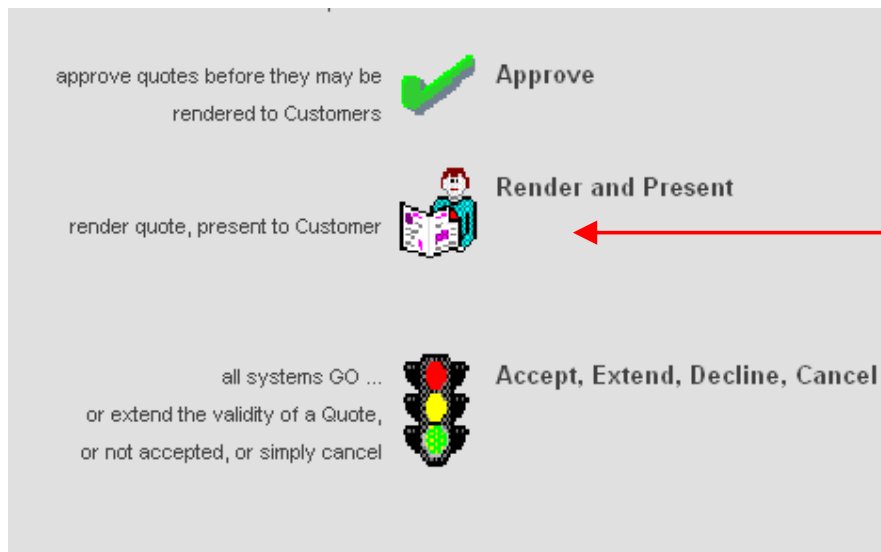 approve quotes before they may be
rendered to Customers
Approve
render quote, present to Customer
Render and Present
all systems GO ...
or extend the validity of a Quote,
or not accepted, or simply cancel
Accept, Extend, Decline, Cancel